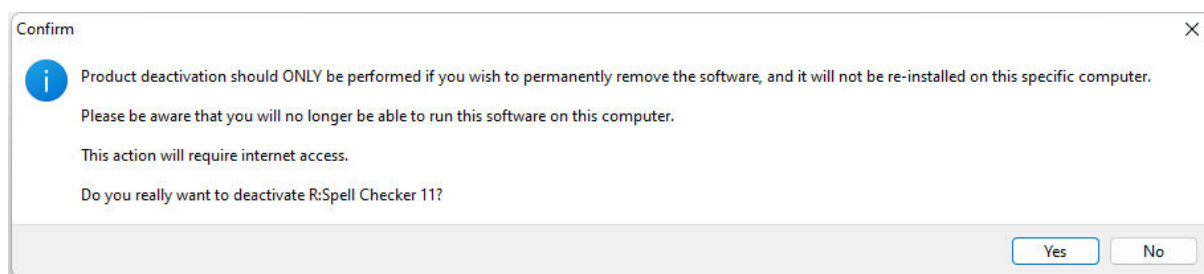 Confirm
Product deactivation should ONLY be performed if you wish to permanently remove the software, and it will not be re-installed on this specific computer.
Please be aware that you will no longer be able to run this software on this computer.
This action will require internet access.
Do you really want to deactivate R:Spell Checker 11?
Yes No